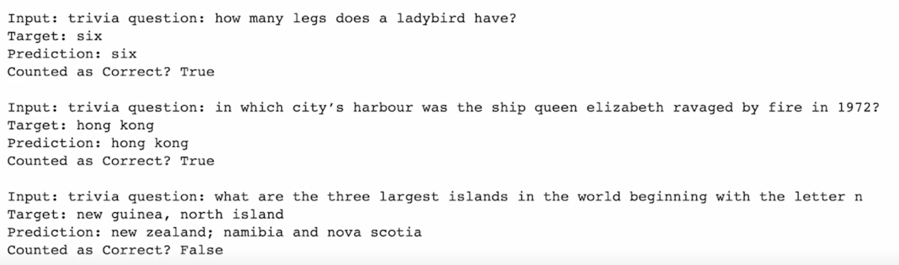 Input: trivia question: how many legs does a ladybird have?
Target: six
Prediction: six
Counted as Correct? True
Input: trivia question: in which city's harbour was the ship queen elizabeth ravaged by fire in 1972?
Target: hong kong
Prediction: hong kong
Counted as Correct? True
Input: trivia question: what are the three largest islands in the world beginning with the letter n
Target: new guinea, north island
Prediction: new zealand; namibia and nova scotia
Counted as Correct? False